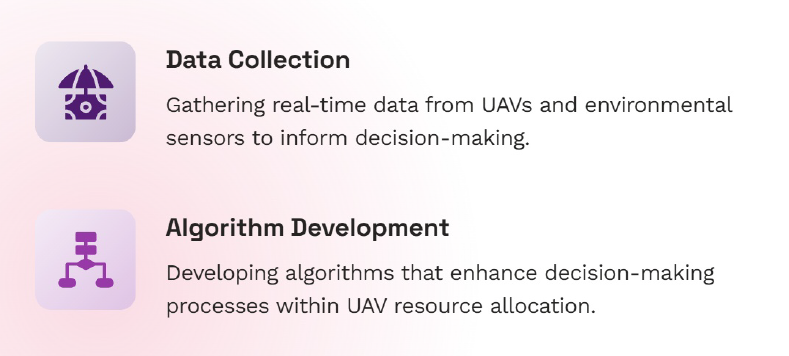 Data Collection
Gathering real-time data from UAVs and environmental
sensors to inform decision-making.
Algorithm Development
Developing algorithms that enhance decision-making
processes within UAV resource allocation.